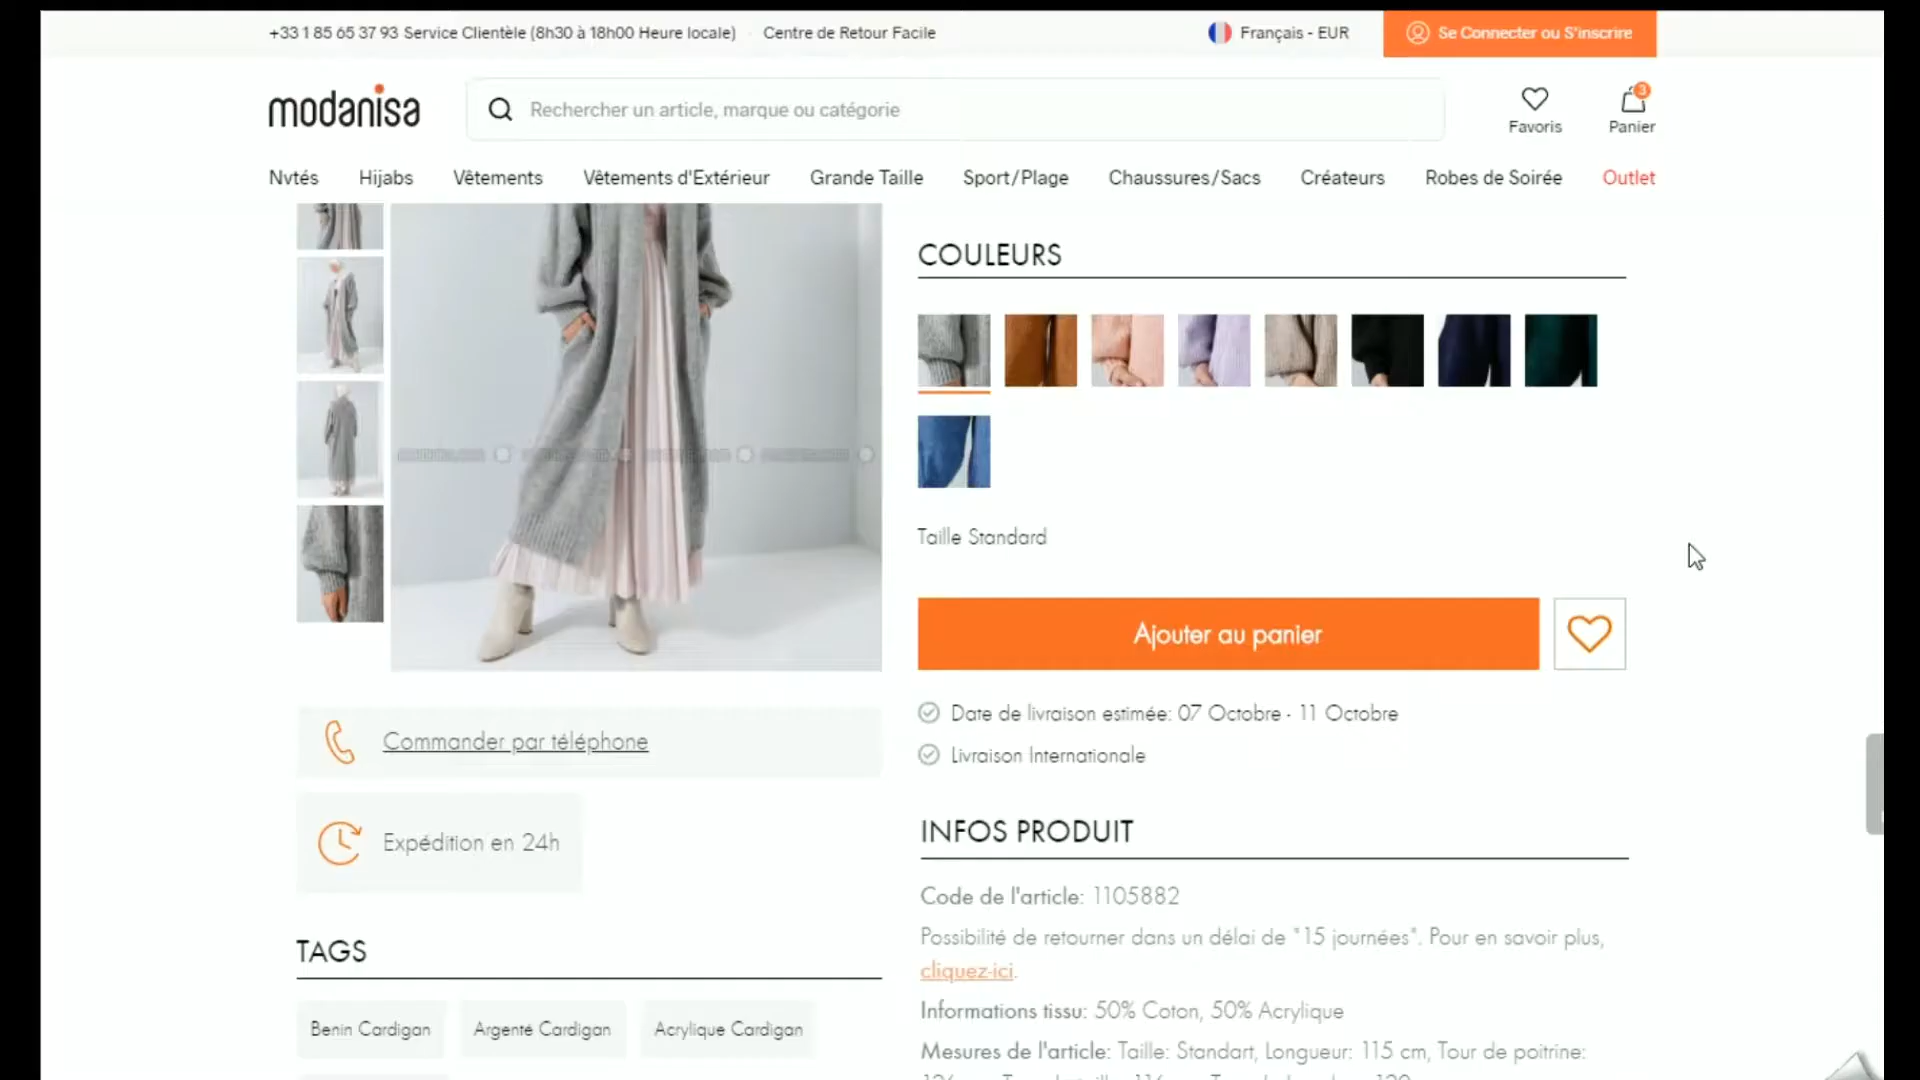 +33 1 85 65 37 93 Service Clientèle (8h30 à 18h00 Heure locale) · Centre de Retour Facile
Français - EUR
Se Connecter ou S'inscrire
modanisa
Rechercher un article, marque ou catégorie
Favoris
3
Panier
Nvtés Hijabs Vêtements Vêtements d'Extérieur Grande Taille Sport/Plage Chaussures/Sacs Créateurs Robes de Soirée Outlet
COULEURS
Taille Standard
Ajouter au panier
Date de livraison estimée: 07 Octobre - 11 Octobre
Livraison Internationale
Commander par téléphone
Expédition en 24h
TAGS
Benin Cardigan Argenté Cardigan Acrylique Cardigan
INFOS PRODUIT
Code de l'article: 1105882
Possibilité de retourner dans un délai de "15 journées". Pour en savoir plus,
cliquez-ici.
Informations tissu: 50% Coton, 50% Acrylique
Mesures de l'article: Taille: Standart, Longueur: 115 cm, Tour de poitrine: